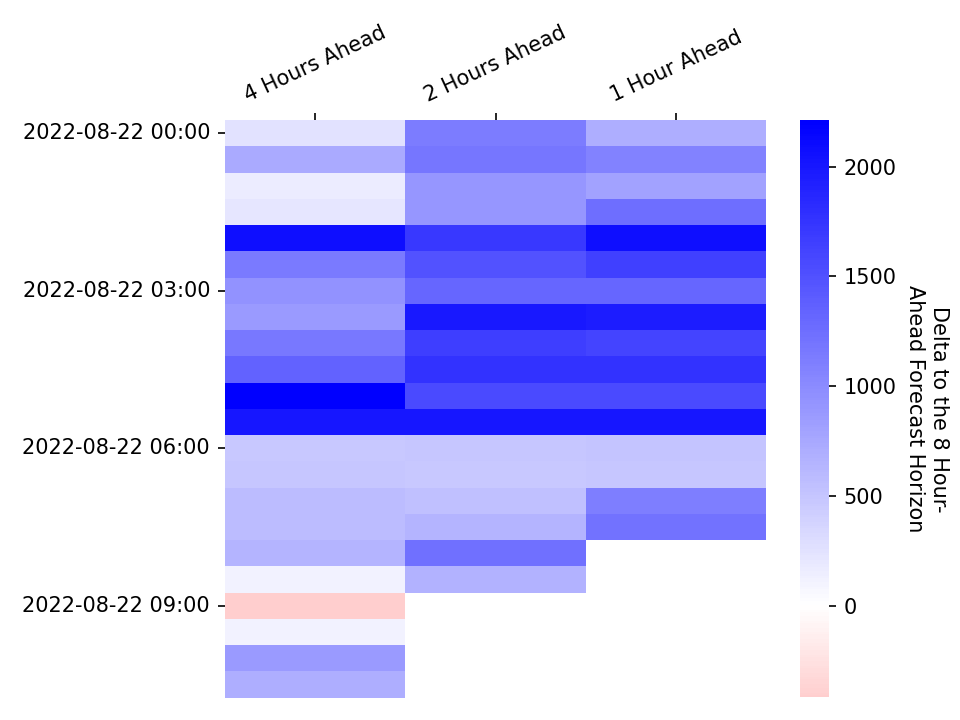 4 Hours Ahead
2 Hours Ahead
1 Hour Ahead
2022-08-22 00:00
2022-08-22 03:00
2022-08-22 06:00
2022-08-22 09:00
2000
1500
1000
500
0
Delta to the 8 Hour-
Ahead Forecast Horizon